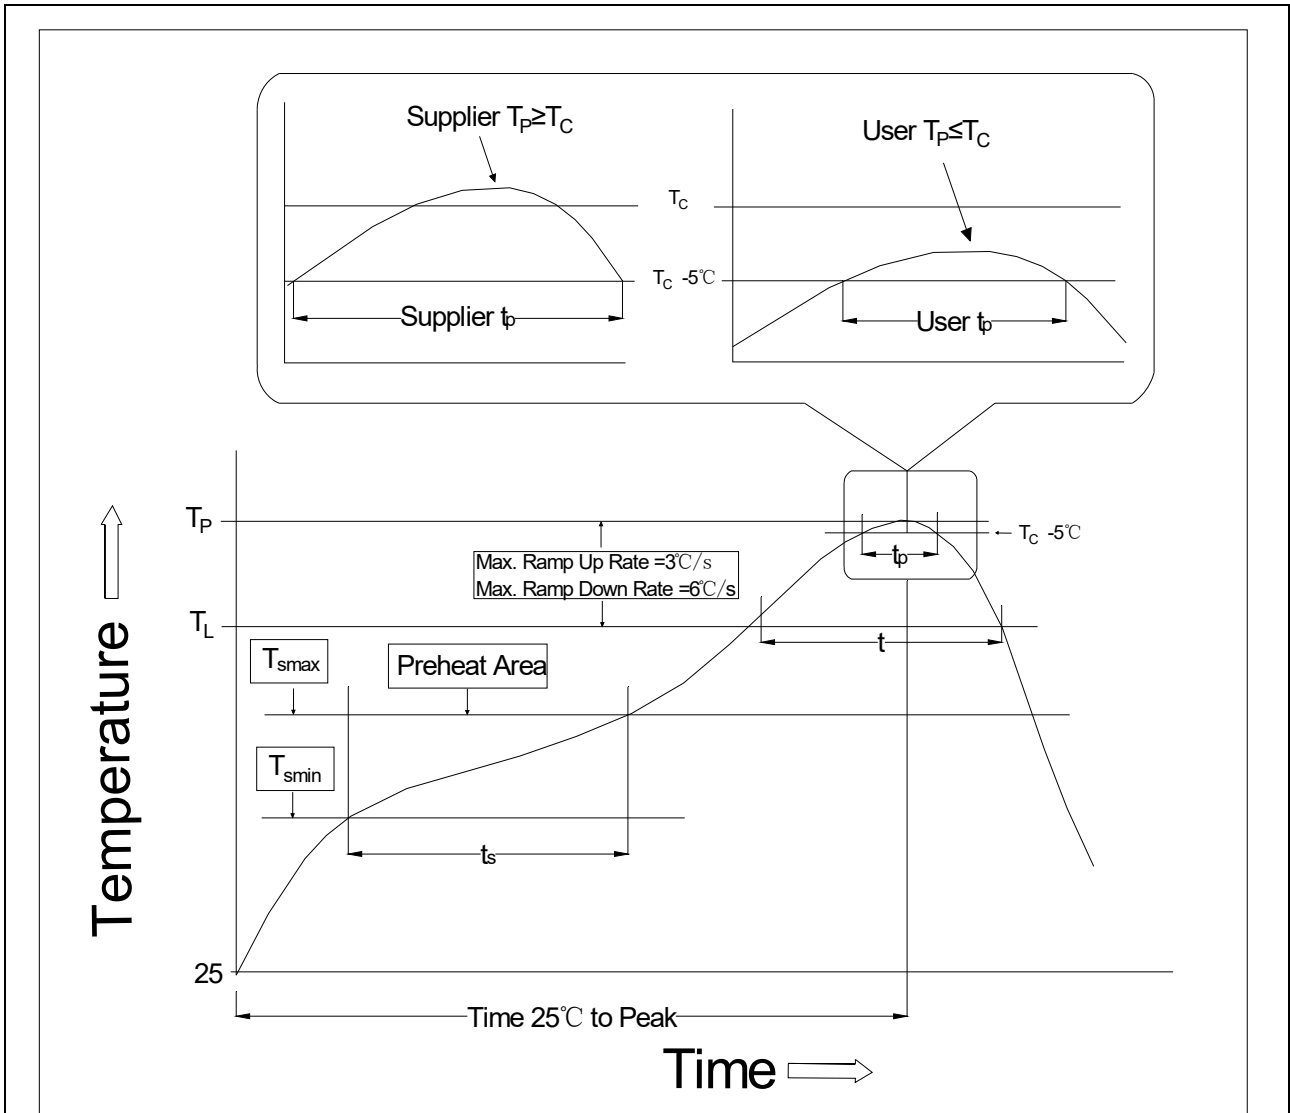 Supplier TP≥TC
User TP≤TC
TC
TC -5℃
Supplier tp
User tp
TP
TC -5℃
tp
Max. Ramp Up Rate =3℃/s
Max. Ramp Down Rate =6℃/s
TL
t
Tsmax
Preheat Area
Tsmin
ts
Temperature
25
Time 25℃ to Peak
Time